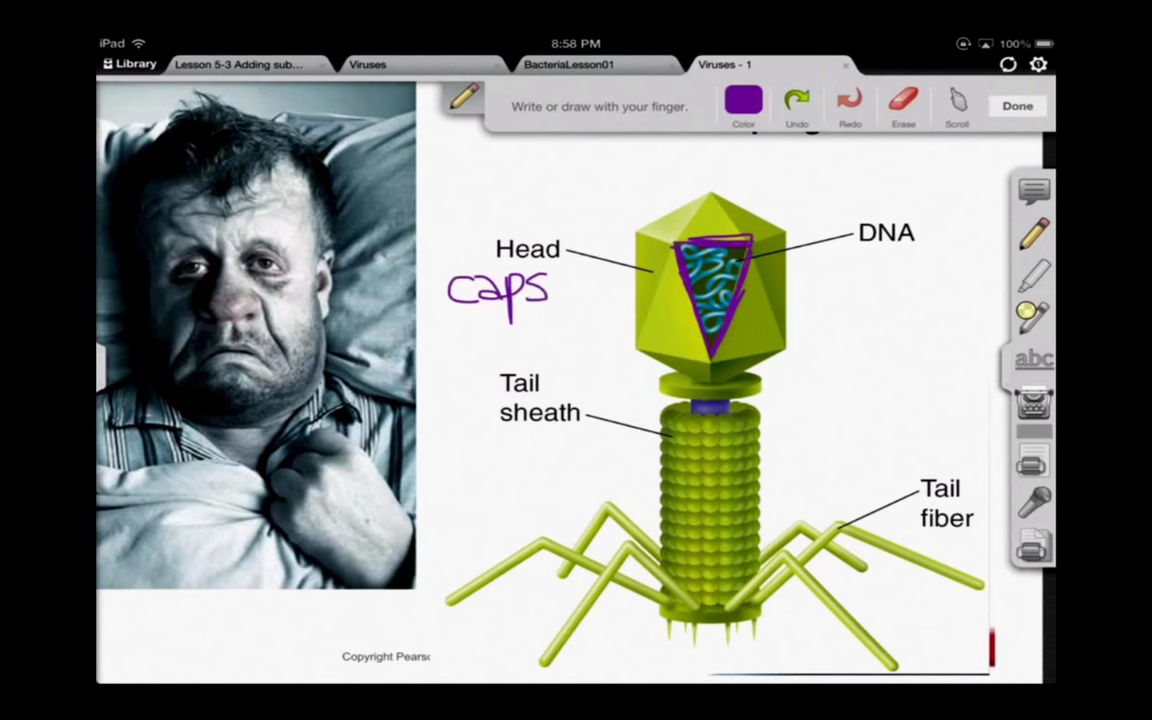 iPad 8:58 PM 100%
Library Lesson 5-3 Adding sub... Viruses BacteriaLesson01 Viruses - 1
Write or draw with your finger. Color Undo Redo Erase Scroll Done
DNA
Head
caps
abc
Tail
sheath
Tail
fiber
Copyright Pears